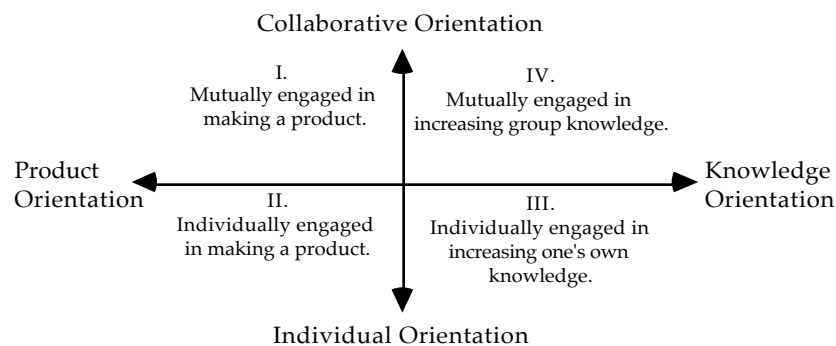 Collaborative Orientation
I.
Mutually engaged in
making a product.
IV.
Mutually engaged in
increasing group knowledge.
Product
Orientation
Knowledge
Orientation
II.
Individually engaged
in making a product.
III.
Individually engaged in
increasing one's own
knowledge.
Individual Orientation